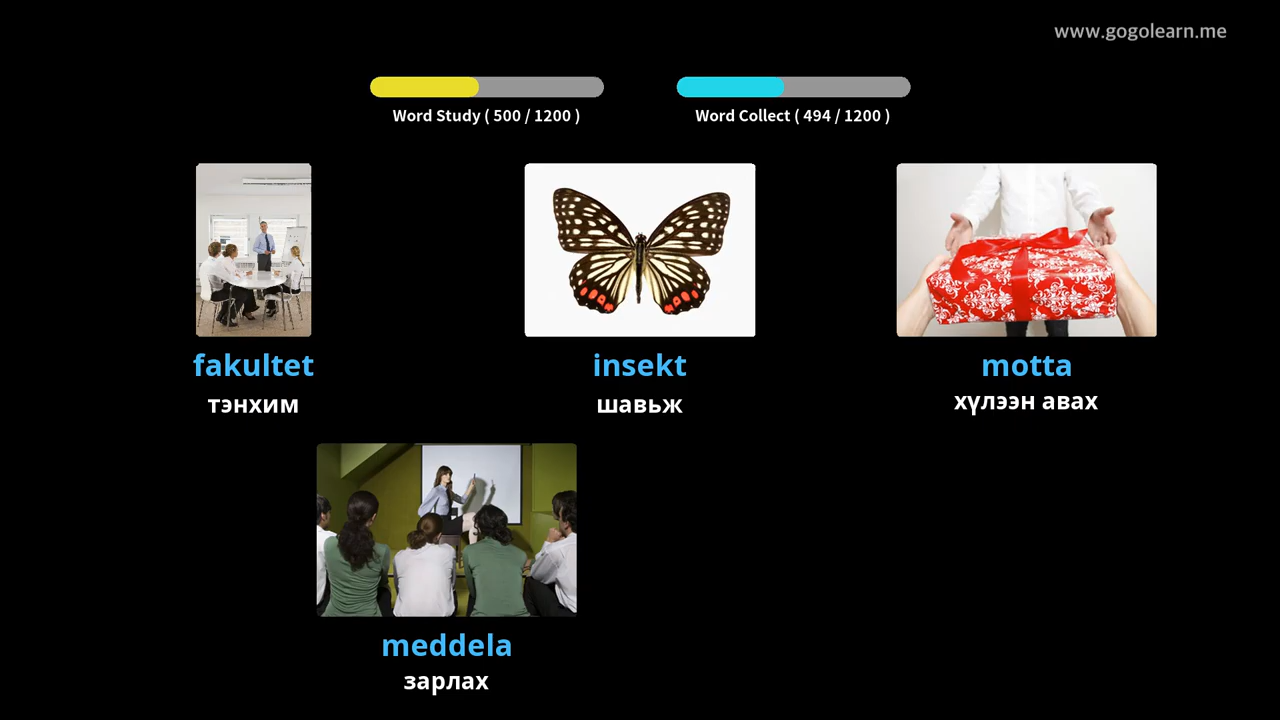 www.gogolearn.me
Word Study ( 500 / 1200 )
Word Collect ( 494 / 1200 )
fakultet
тэнхим
insekt
шавьж
motta
хүлээн авах
meddela
зарлах